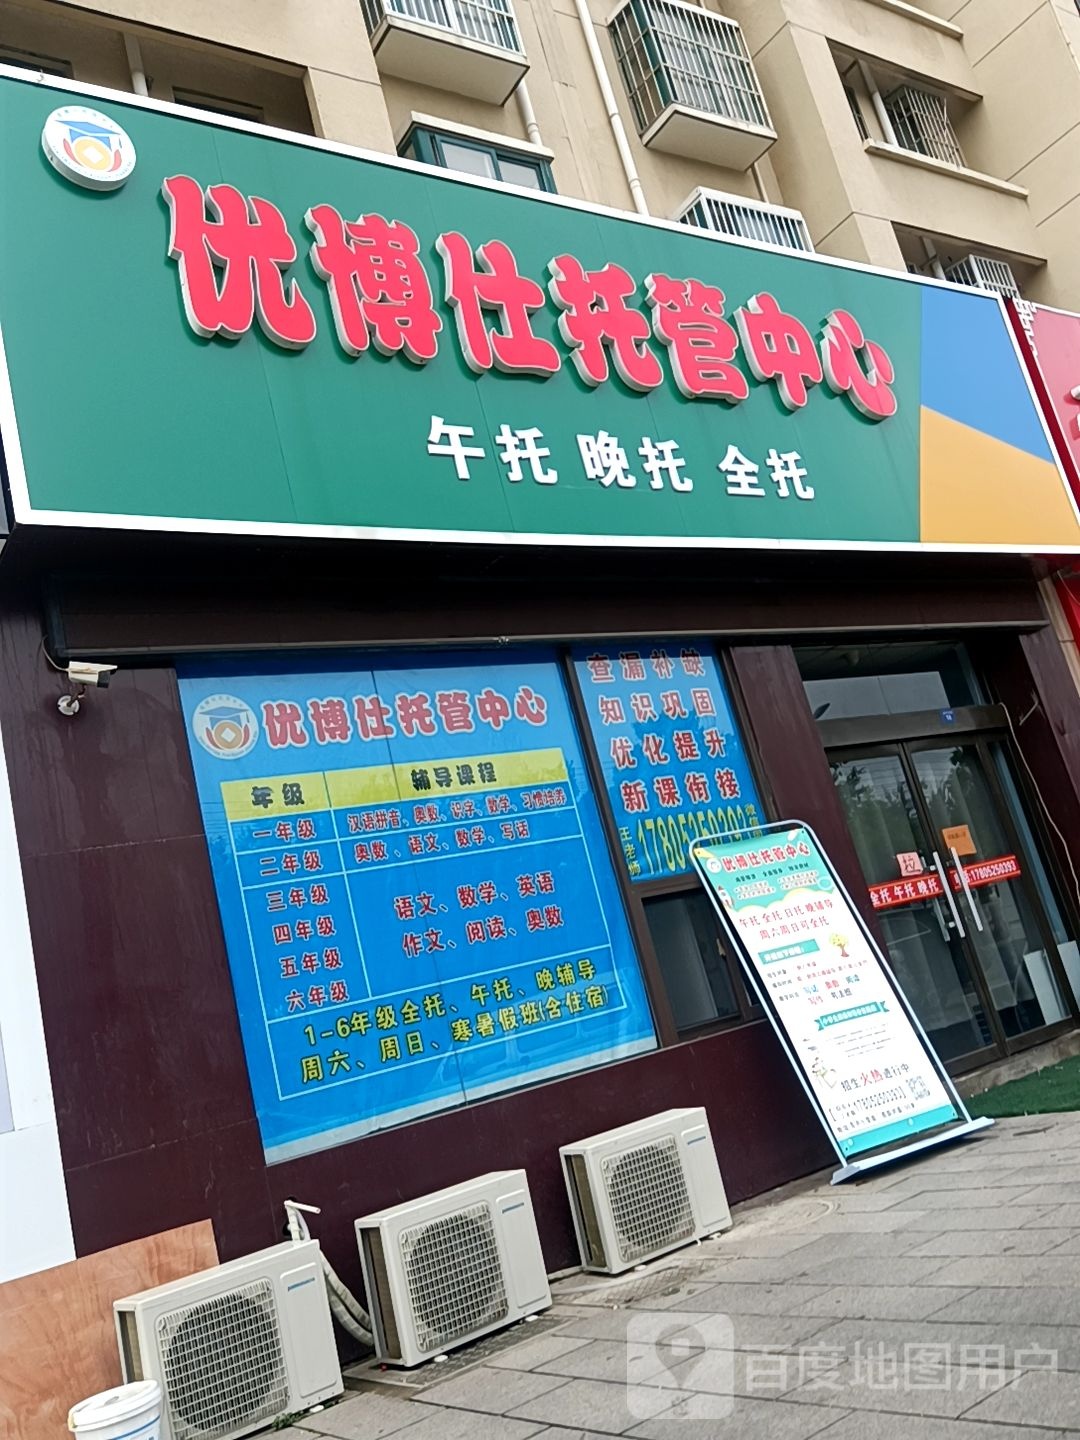 优博仕托管中心
午托 晚托 全托
优博仕托管中心
年级 辅导课程
一年级 汉语拼音、奥数、识字、数学、习惯培养
二年级 奥数、语文、数学、写话
三年级
四年级
五年级
六年级
语文、数学、英语
作文、阅读、奥数
1-6年级全托、午托、晚辅导
周六、周日、寒暑假班(含住宿)
查漏补缺
知识巩固
优化提升
新课衔接
王老师
拉
全托 午托 晚托
17805250393
优博仕托管中心
午托 全托 日托 晚辅导
周六周日可全托
招生火热进行中
17805250393
百度地图用户